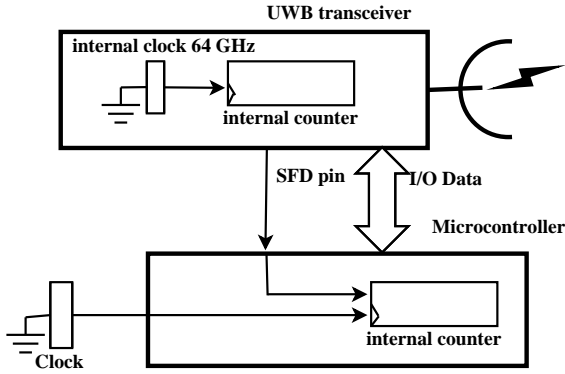 UWB transceiver
internal clock 64 GHz
internal counter
SFD pin
I/O Data
Microcontroller
internal counter
Clock